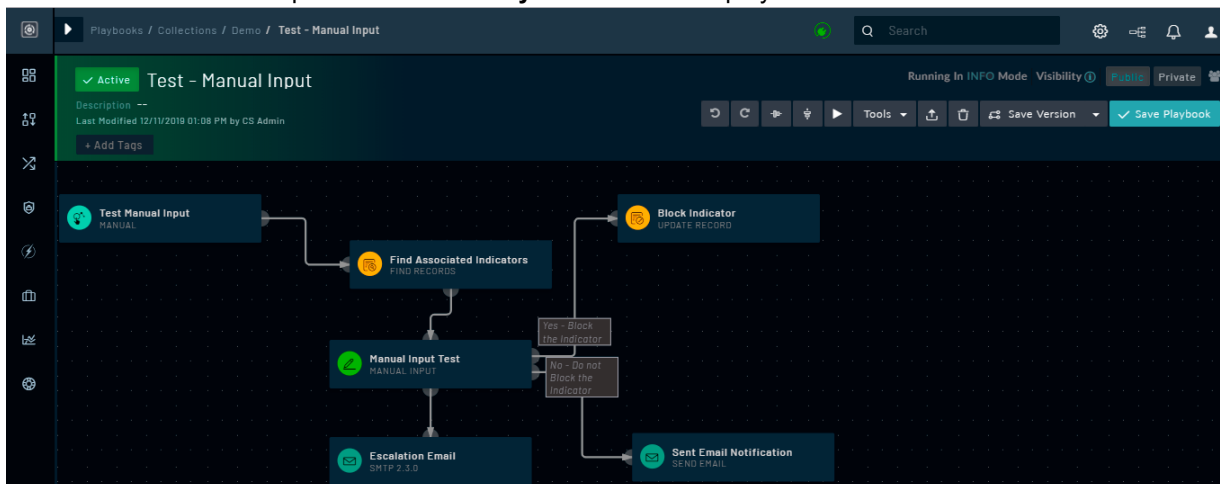 Playbooks / Collections / Demo / Test - Manual Input
Search
Active
Test - Manual Input
Running In INFO Mode Visibility
Public
Private
Description --
Last Modified 12/11/2019 01:08 PM by CS Admin
+ Add Tags
Tools
Save Version
Save Playbook
Test Manual Input
MANUAL
Block Indicator
UPDATE RECORD
Find Associated Indicators
FIND RECORDS
Yes - Block
the Indicator
Manual Input Test
MANUAL INPUT
No - Do not
Block the
Indicator
Escalation Email
SMTP 2.3.0
Sent Email Notification
SEND EMAIL